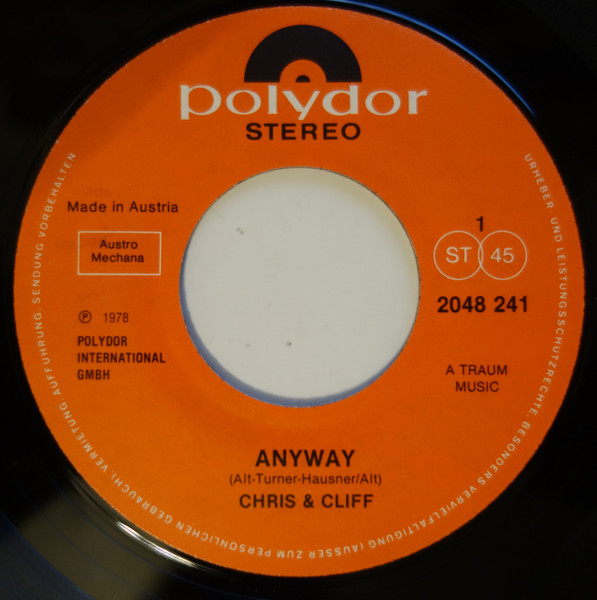 polydor
STEREO
Made in Austria
Austro
Mechana
℗ 1978
POLYDOR
INTERNATIONAL
GMBH
1
ST 45
2048 241
A TRAUM
MUSIC
ANYWAY
(Alt-Turner-Hausner/Alt)
CHRIS & CLIFF
URHEBER- UND LEISTUNGSSCHUTZRECHTE, BESONDERS VERVIELFÄLTIGUNG (AUSSER ZUM PERSÖNLICHEN GEBRAUCH), VERMIETUNG, AUFFÜHRUNG, SENDUNG VORBEHALTEN